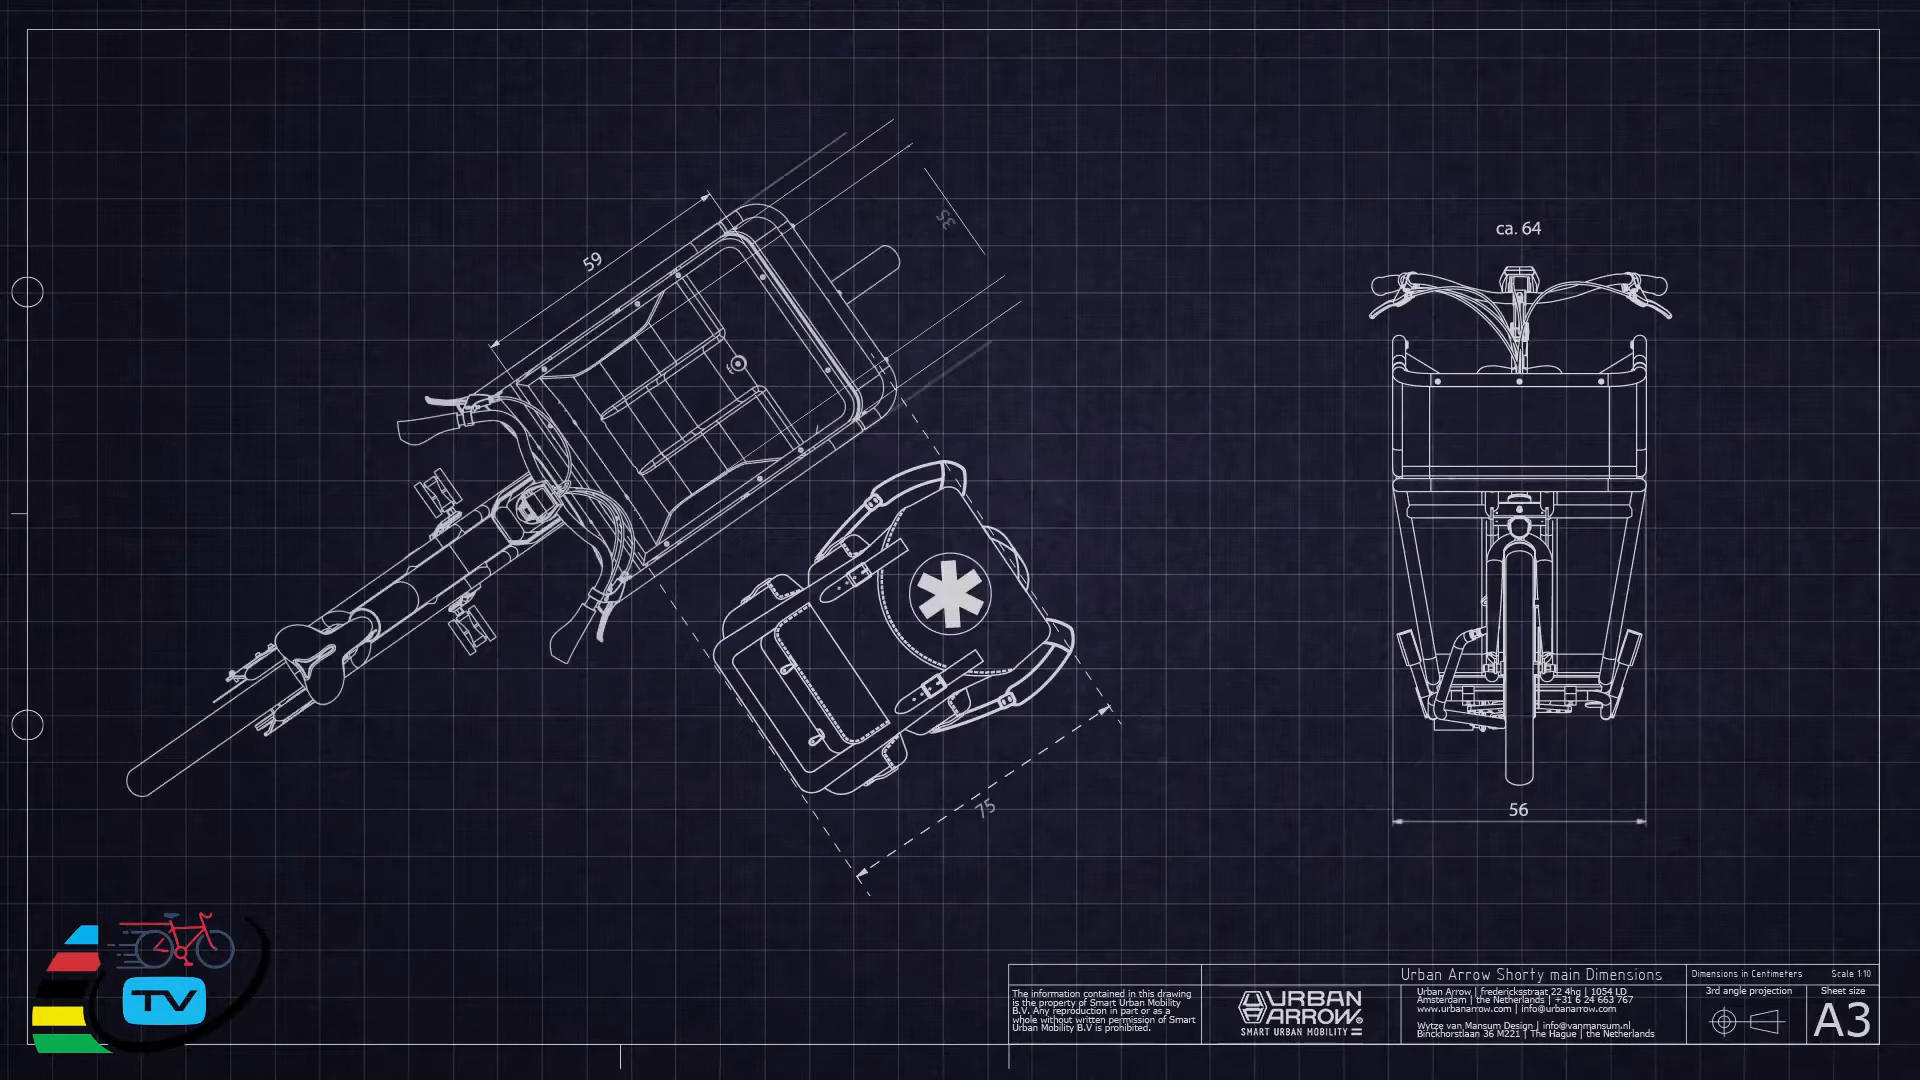 ca. 64
59
35
75
56
TV
Urban Arrow Shorty main Dimensions
Dimensions in Centimeters
Scale 1:10
The information contained in this drawing
is the property of Smart Urban Mobility
B.V. Any reproduction in part or as a
whole without written permission of Smart
Urban Mobility B.V is prohibited.
URBAN
ARROW®
SMART URBAN MOBILITY
Urban Arrow | fredericksstraat 22 4hg | 1054 LD
Amsterdam | the Netherlands | +31 6 24 663 767
www.urbanarrow.com | info@urbanarrow.com
Wytze van Mansum Design | info@vanmansum.nl
Binckhorstlaan 36 M221 | The Hague | the Netherlands
3rd angle projection
Sheet size
A3